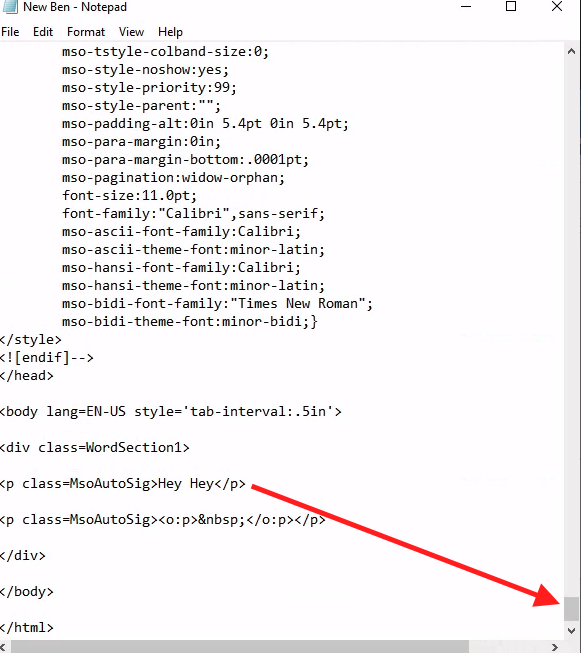 New Ben - Notepad
File Edit Format View Help
mso-tstyle-colband-size:0;
mso-style-noshow:yes;
mso-style-priority:99;
mso-style-parent:"";
mso-padding-alt:0in 5.4pt 0in 5.4pt;
mso-para-margin:0in;
mso-para-margin-bottom:.0001pt;
mso-pagination:widow-orphan;
font-size:11.0pt;
font-family:"Calibri",sans-serif;
mso-ascii-font-family:Calibri;
mso-ascii-theme-font:minor-latin;
mso-hansi-font-family:Calibri;
mso-hansi-theme-font:minor-latin;
mso-bidi-font-family:"Times New Roman";
mso-bidi-theme-font:minor-bidi;}
</style>
<![endif]-->
</head>
<body lang=EN-US style='tab-interval:.5in'>
<div class=WordSection1>
<p class=MsoAutoSig>Hey Hey</p>
<p class=MsoAutoSig><o:p>&nbsp;</o:p></p>
</div>
</body>
</html>